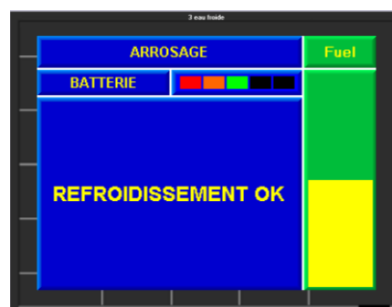 3 eau froide
ARROSAGE
Fuel
BATTERIE
REFROIDISSEMENT OK